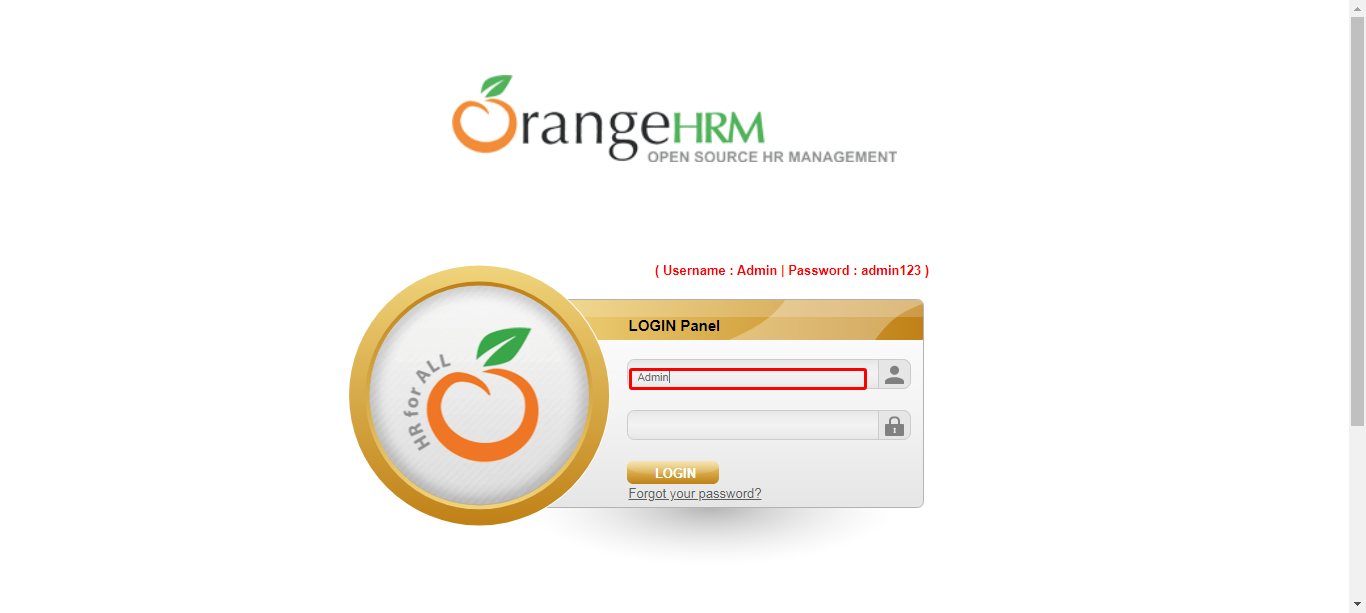 OrangeHRM
OPEN SOURCE HR MANAGEMENT
( Username : Admin | Password : admin123 )
LOGIN Panel
HR for ALL
Admin
LOGIN
Forgot your password?